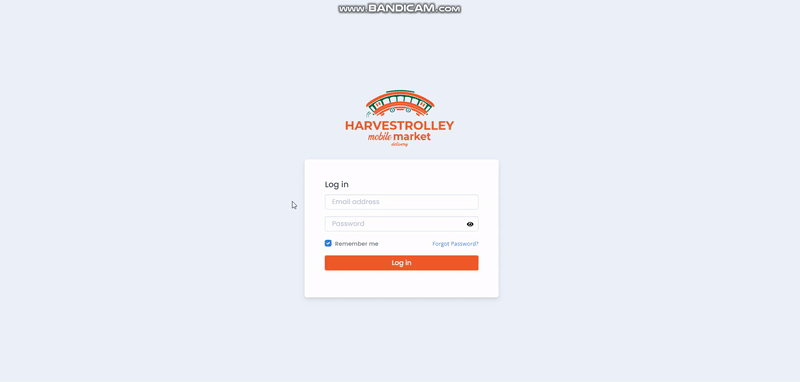 www.BANDICAM.com
HARVESTROLLEY
mobile market
delivery
Log in
Email address
Password
Remember me
Forgot Password?
Log in